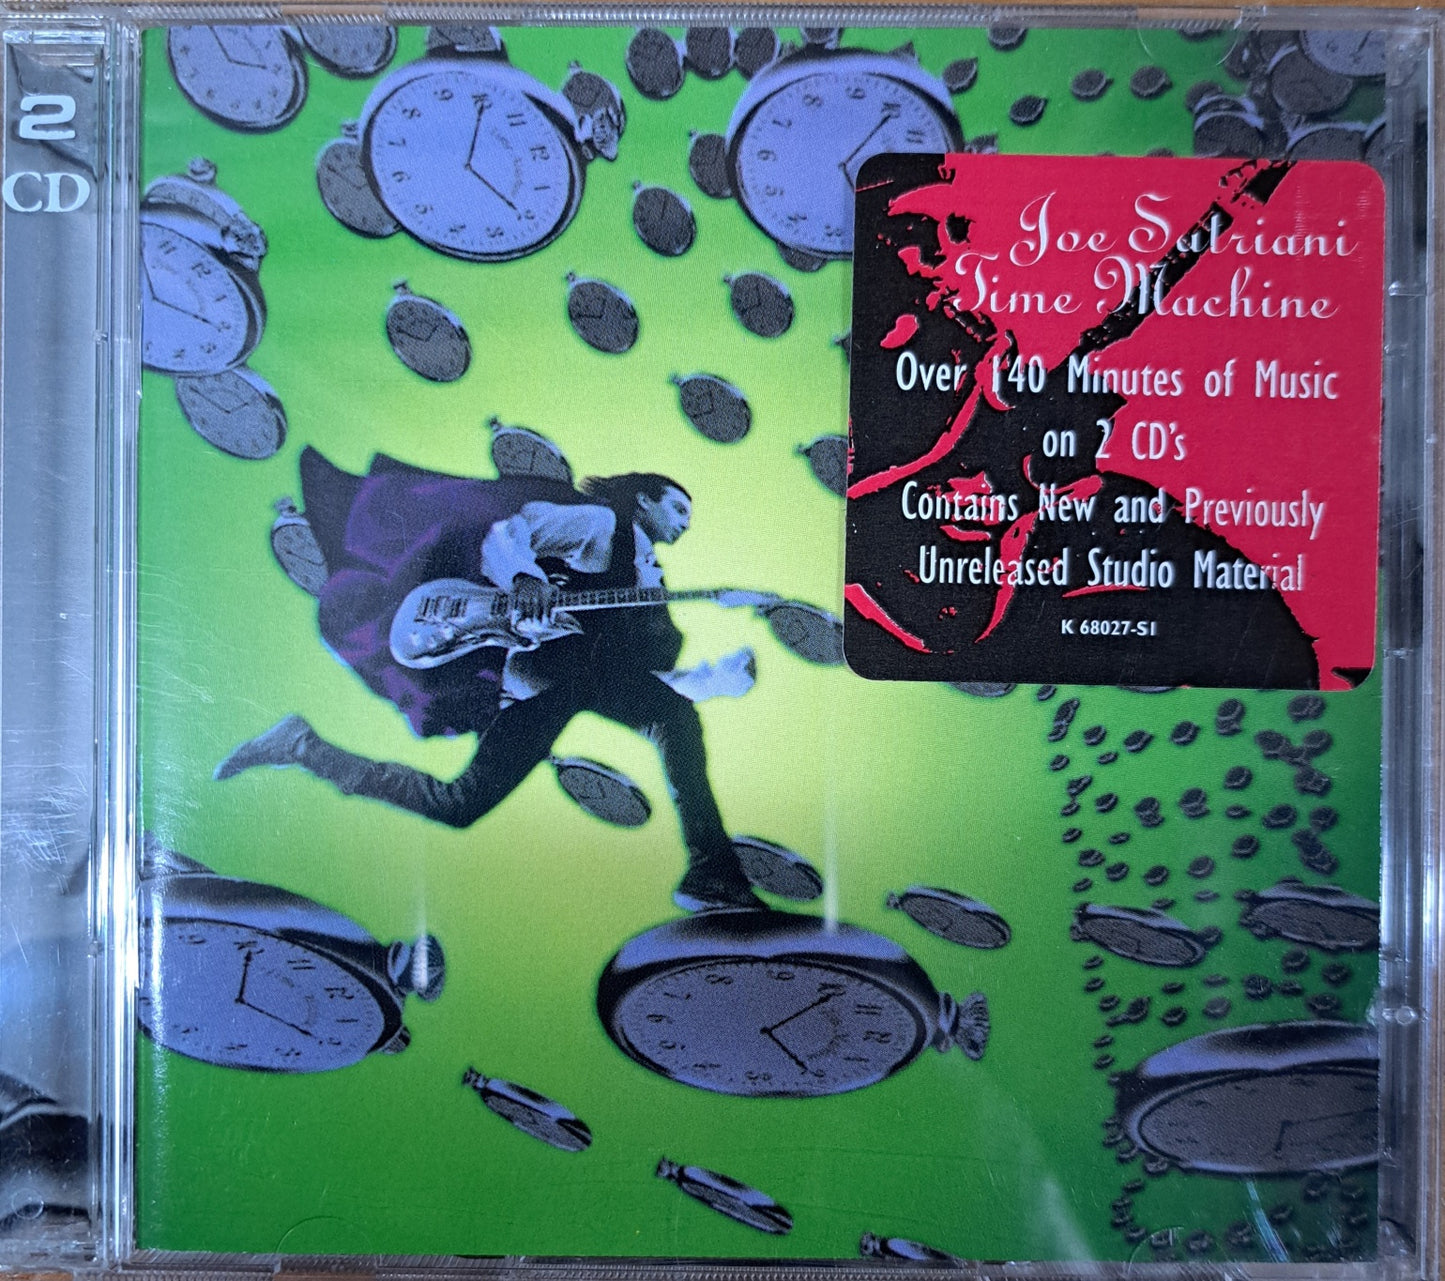 2
CD
Joe Satriani
Time Machine
Over 140 Minutes of Music
on 2 CD's
Contains New and Previously
Unreleased Studio Material
K 68027-S1